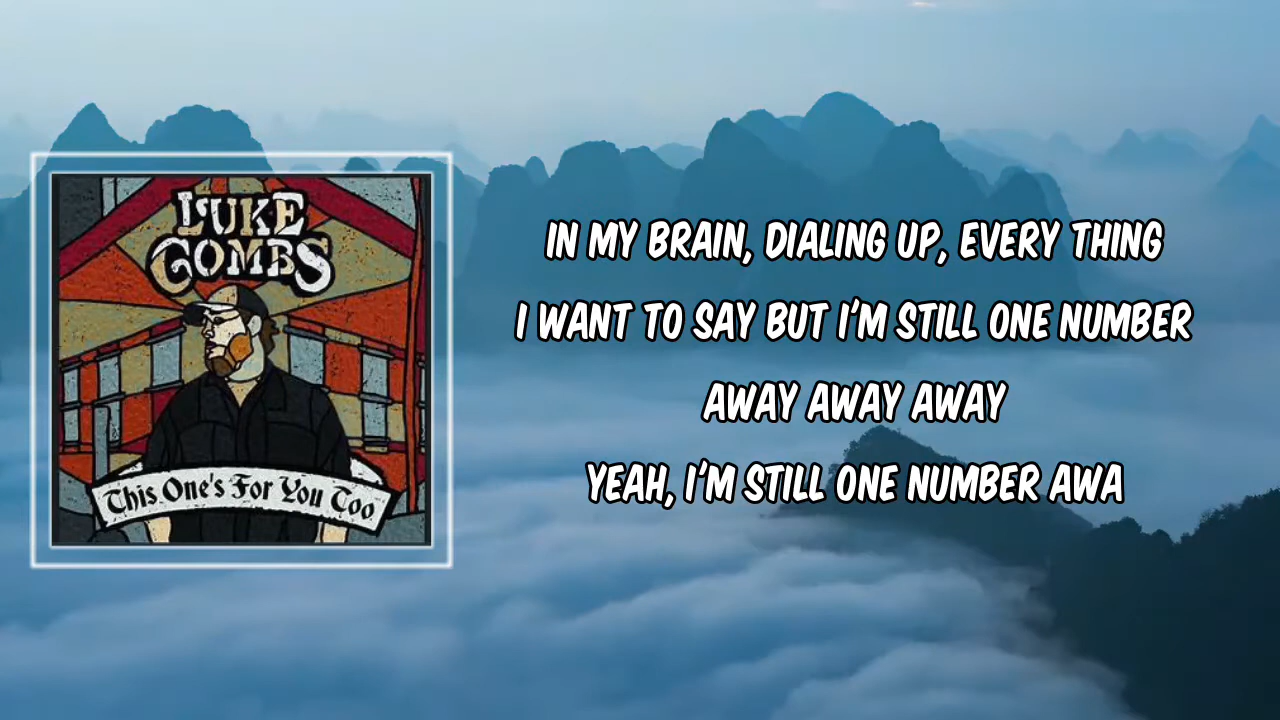 LUKE
COMBS
This One's For You Too
IN MY BRAIN, DIALING UP, EVERY THING
I WANT TO SAY BUT I'M STILL ONE NUMBER
AWAY AWAY AWAY
YEAH, I'M STILL ONE NUMBER AWA